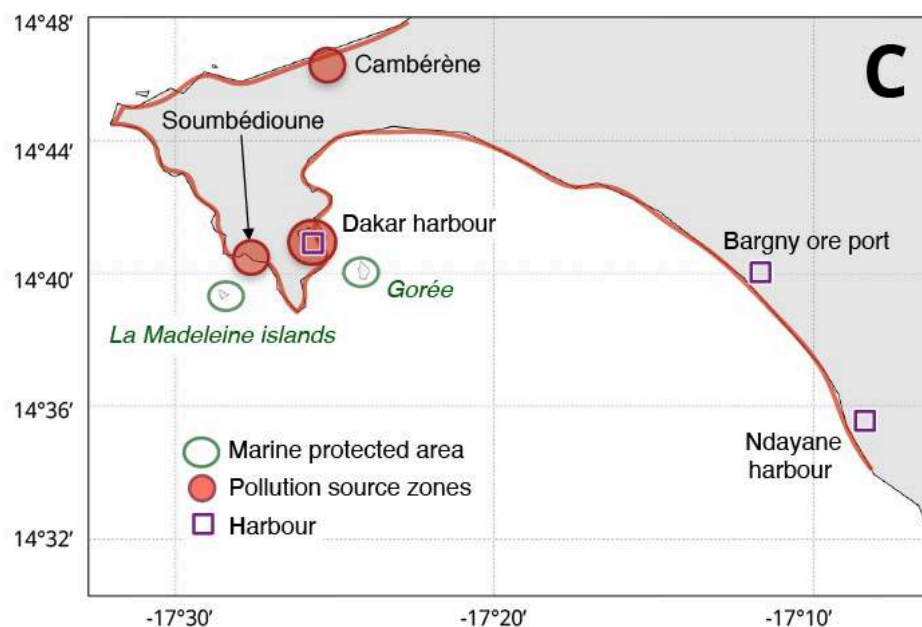 14°48′
C
Cambérène
Soumbédioune
14°44′
Dakar harbour
Bargny ore port
14°40′
Gorée
La Madeleine islands
14°36′
Marine protected area
Ndayane
harbour
Pollution source zones
Harbour
14°32′
-17°30′
-17°20′
-17°10′